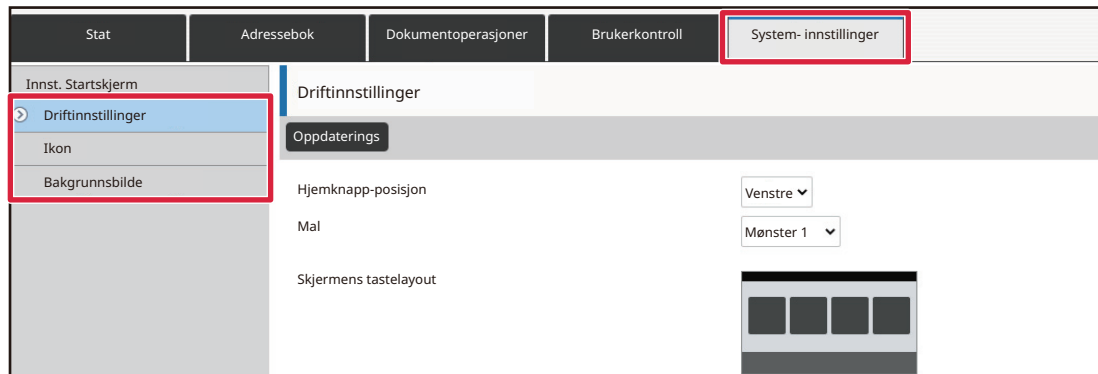 Stat
Adressebok
Dokumentoperasjoner
Brukerkontroll
System- innstillinger
Innst. Startskjerm
Driftinnstillinger
Ikon
Bakgrunnsbilde
Driftinnstillinger
Oppdaterings
Hjemknapp-posisjon
Venstre
Mal
Mønster 1
Skjermens tastelayout